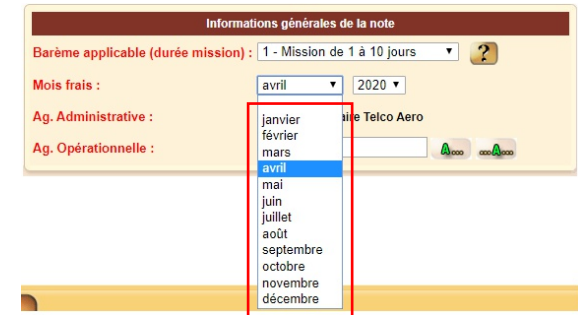 Informations générales de la note
Barème applicable (durée mission) : 1 - Mission de 1 à 10 jours
Mois frais : avril 2020
Ag. Administrative : aire Telco Aero
Ag. Opérationnelle : A... ...A...
janvier
février
mars
avril
mai
juin
juillet
août
septembre
octobre
novembre
décembre